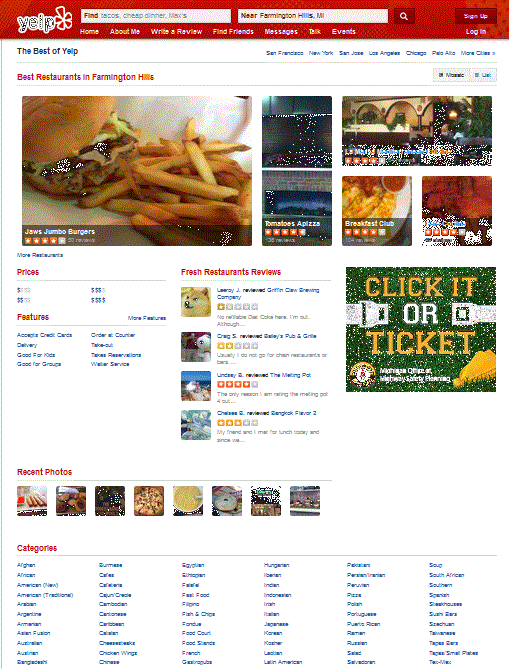 yelp
Find tacos, cheap dinner, Max's
Near Farmington Hills, MI
Sign Up
Home About Me Write a Review Find Friends Messages Talk Events
Log In
The Best of Yelp
San Francisco New York San Jose Los Angeles Chicago Palo Alto More Cities »
Best Restaurants in Farmington Hills
Mosaic List
La Marsa Mediterranean
Jaws Jumbo Burgers
Tomatoes Apizza
Breakfast Club
reviews
More Restaurants
Prices
$$$$ $$$$
$$$$ $$$$
Features More Features
Accepts Credit Cards Order at Counter
Delivery Take-out
Good For Kids Takes Reservations
Good for Groups Waiter Service
Fresh Restaurants Reviews
Leeroy J. reviewed Griffin Claw Brewing
Company
No refillable Diet Coke here. I'm out.
Although...
Craig S. reviewed Bailey's Pub & Grille
Usually I do not go for chain restaurants or
bars ...
Lindsey B. reviewed The Melting Pot
The only reason I am rating the melting pot
4 out...
Chelsea B. reviewed Bangkok Flavor 2
My friend and I met for lunch today and
since we...
CLICK IT
OR
TICKET
Michigan Office of
Highway Safety Planning
Recent Photos
Categories
Afghan Burmese Egyptian Hungarian Pakistani Soup
African Cafes Ethiopian Iberian Persian/Iranian South African
American (New) Cafeteria Falafel Indian Peruvian Southern
American (Traditional) Cajun/Creole Fast Food Indonesian Pizza Spanish
Arabian Cambodian Filipino Irish Polish Steakhouses
Argentine Cantonese Fish & Chips Italian Portuguese Sushi Bars
Armenian Caribbean Fondue Japanese Puerto Rican Szechuan
Asian Fusion Catalan Food Court Korean Ramen Taiwanese
Australian Cheesesteaks Food Stands Kosher Russian Tapas Bars
Austrian Chicken Wings French Laotian Salad Tapas/Small Plates
Bangladeshi Chinese Gastropubs Latin American Salvadoran Tex-Mex